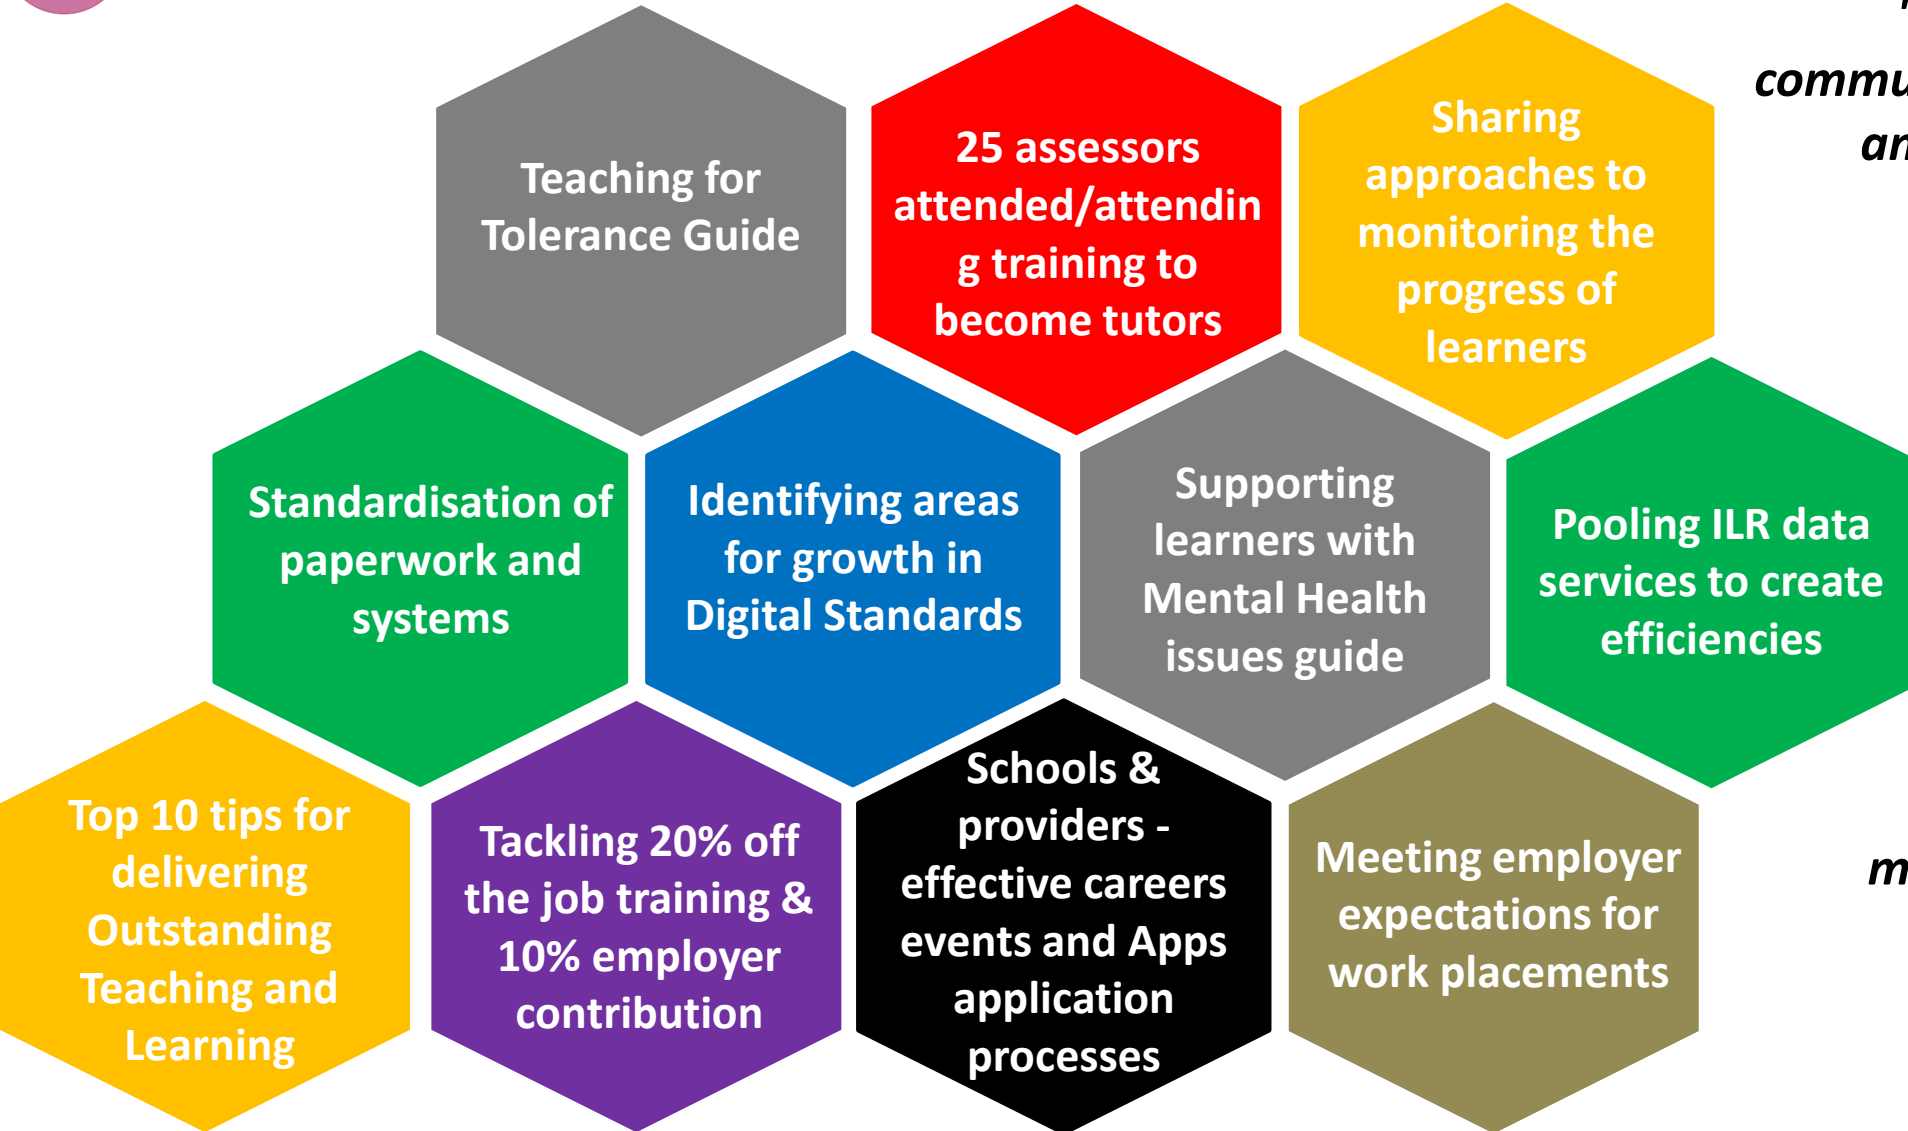 Teaching for
Tolerance Guide
25 assessors
attended/attendin
g training to
become tutors
Sharing
approaches to
monitoring the
progress of
learners
Standardisation of
paperwork and
systems
Identifying areas
for growth in
Digital Standards
Supporting
learners with
Mental Health
issues guide
Pooling ILR data
services to create
efficiencies
Top 10 tips for
delivering
Outstanding
Teaching and
Learning
Tackling 20% off
the job training &
10% employer
contribution
Schools &
providers -
effective careers
events and Apps
application
processes
Meeting employer
expectations for
work placements